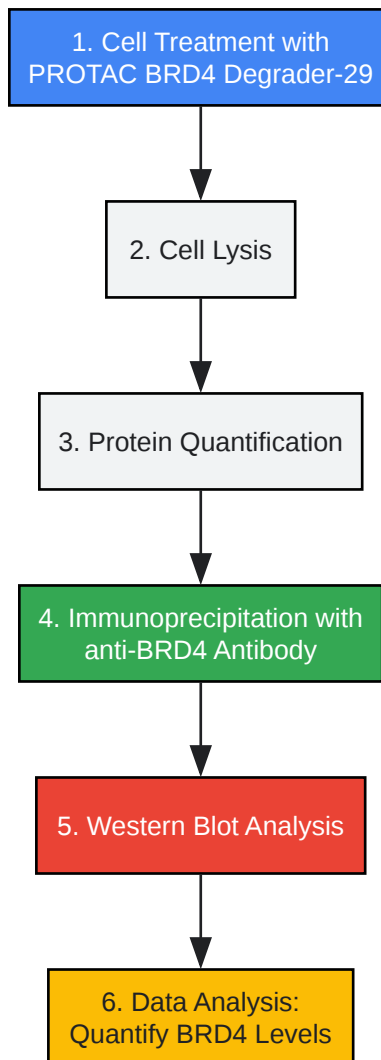 1. Cell Treatment with
PROTAC BRD4 Degrader-29
2. Cell Lysis
3. Protein Quantification
4. Immunoprecipitation with
anti-BRD4 Antibody
5. Western Blot Analysis
6. Data Analysis:
Quantify BRD4 Levels